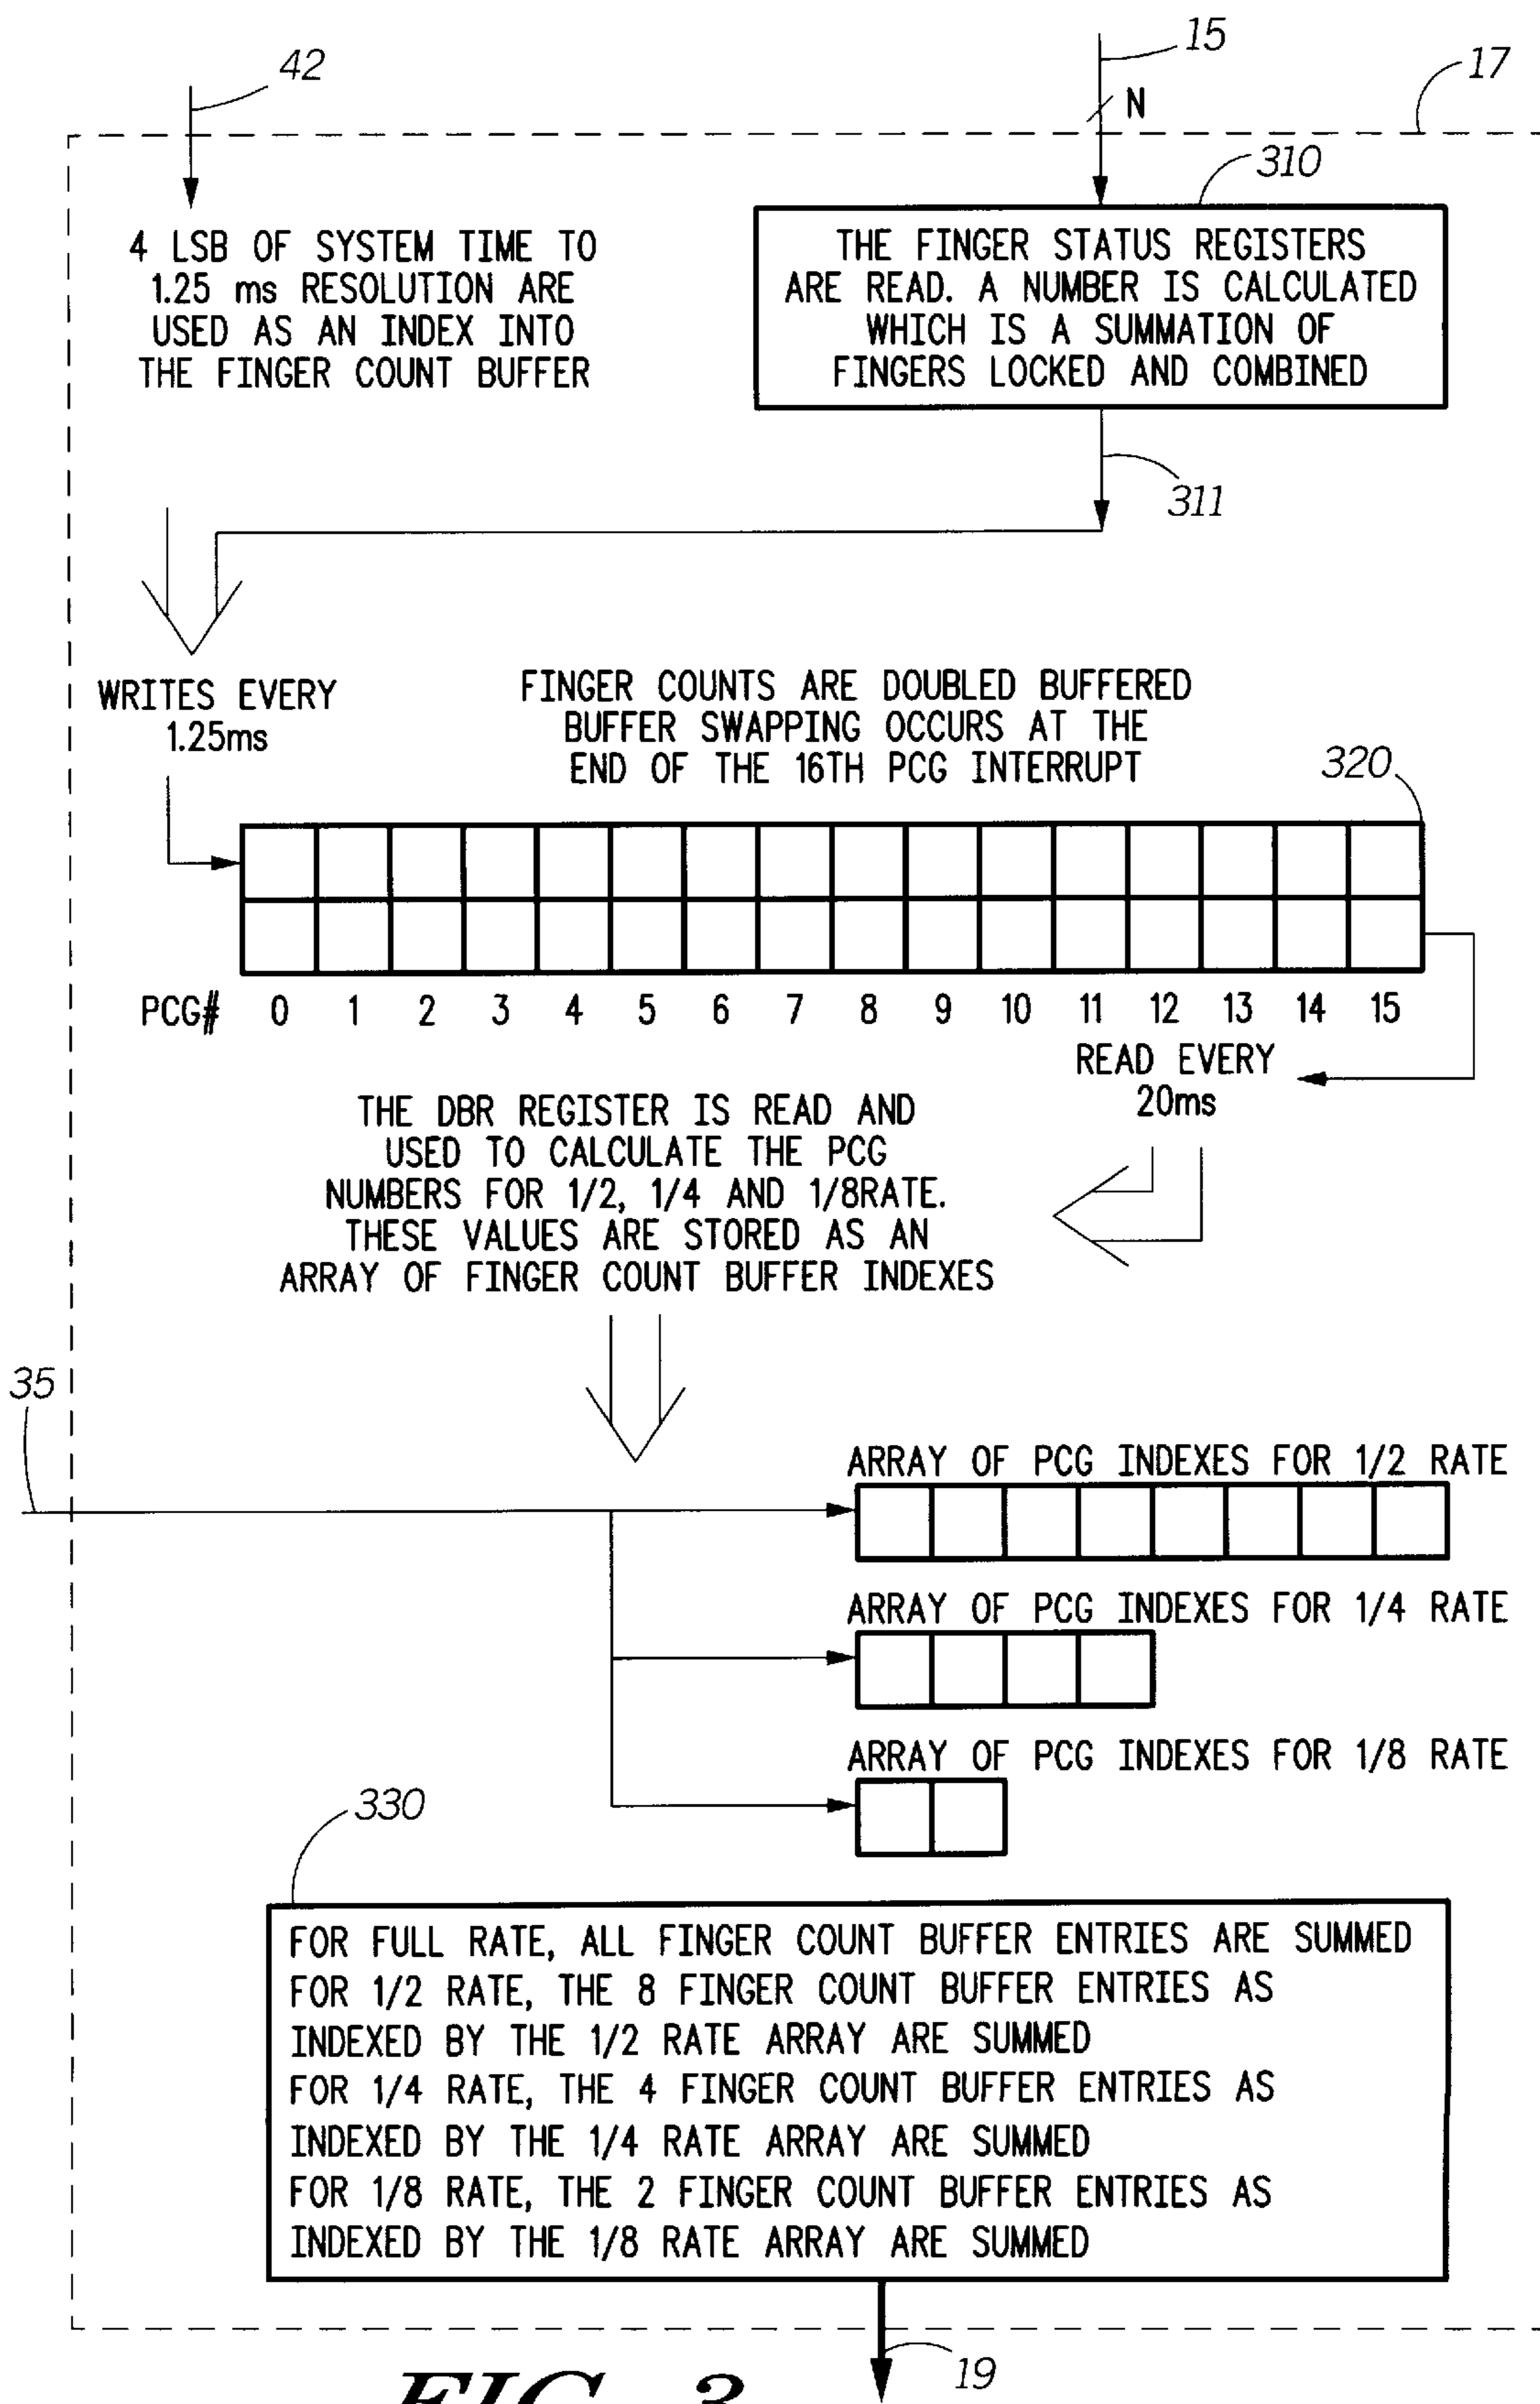 42
15
17
N
310
4 LSB OF SYSTEM TIME TO
1.25 ms RESOLUTION ARE
USED AS AN INDEX INTO
THE FINGER COUNT BUFFER
THE FINGER STATUS REGISTERS
ARE READ. A NUMBER IS CALCULATED
WHICH IS A SUMMATION OF
FINGERS LOCKED AND COMBINED
311
WRITES EVERY
1.25ms
FINGER COUNTS ARE DOUBLED BUFFERED
BUFFER SWAPPING OCCURS AT THE
END OF THE 16TH PCG INTERRUPT
320
PCG# 0 1 2 3 4 5 6 7 8 9 10 11 12 13 14 15
READ EVERY
20ms
THE DBR REGISTER IS READ AND
USED TO CALCULATE THE PCG
NUMBERS FOR 1/2, 1/4 AND 1/8RATE.
THESE VALUES ARE STORED AS AN
ARRAY OF FINGER COUNT BUFFER INDEXES
35
ARRAY OF PCG INDEXES FOR 1/2 RATE
ARRAY OF PCG INDEXES FOR 1/4 RATE
ARRAY OF PCG INDEXES FOR 1/8 RATE
330
FOR FULL RATE, ALL FINGER COUNT BUFFER ENTRIES ARE SUMMED
FOR 1/2 RATE, THE 8 FINGER COUNT BUFFER ENTRIES AS
INDEXED BY THE 1/2 RATE ARRAY ARE SUMMED
FOR 1/4 RATE, THE 4 FINGER COUNT BUFFER ENTRIES AS
INDEXED BY THE 1/4 RATE ARRAY ARE SUMMED
FOR 1/8 RATE, THE 2 FINGER COUNT BUFFER ENTRIES AS
INDEXED BY THE 1/8 RATE ARRAY ARE SUMMED
19
FIG. 3